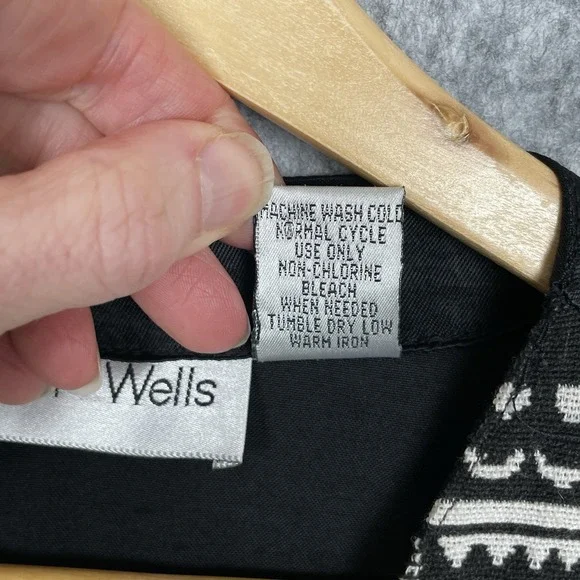 MACHINE WASH COLD
NORMAL CYCLE
USE ONLY
NON-CHLORINE
BLEACH
WHEN NEEDED
TUMBLE DRY LOW
WARM IRON
Wells